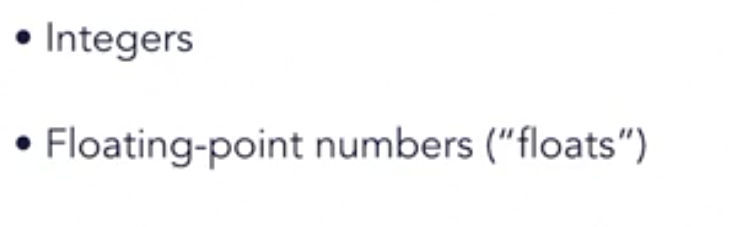 • Integers
• Floating-point numbers (“floats”)